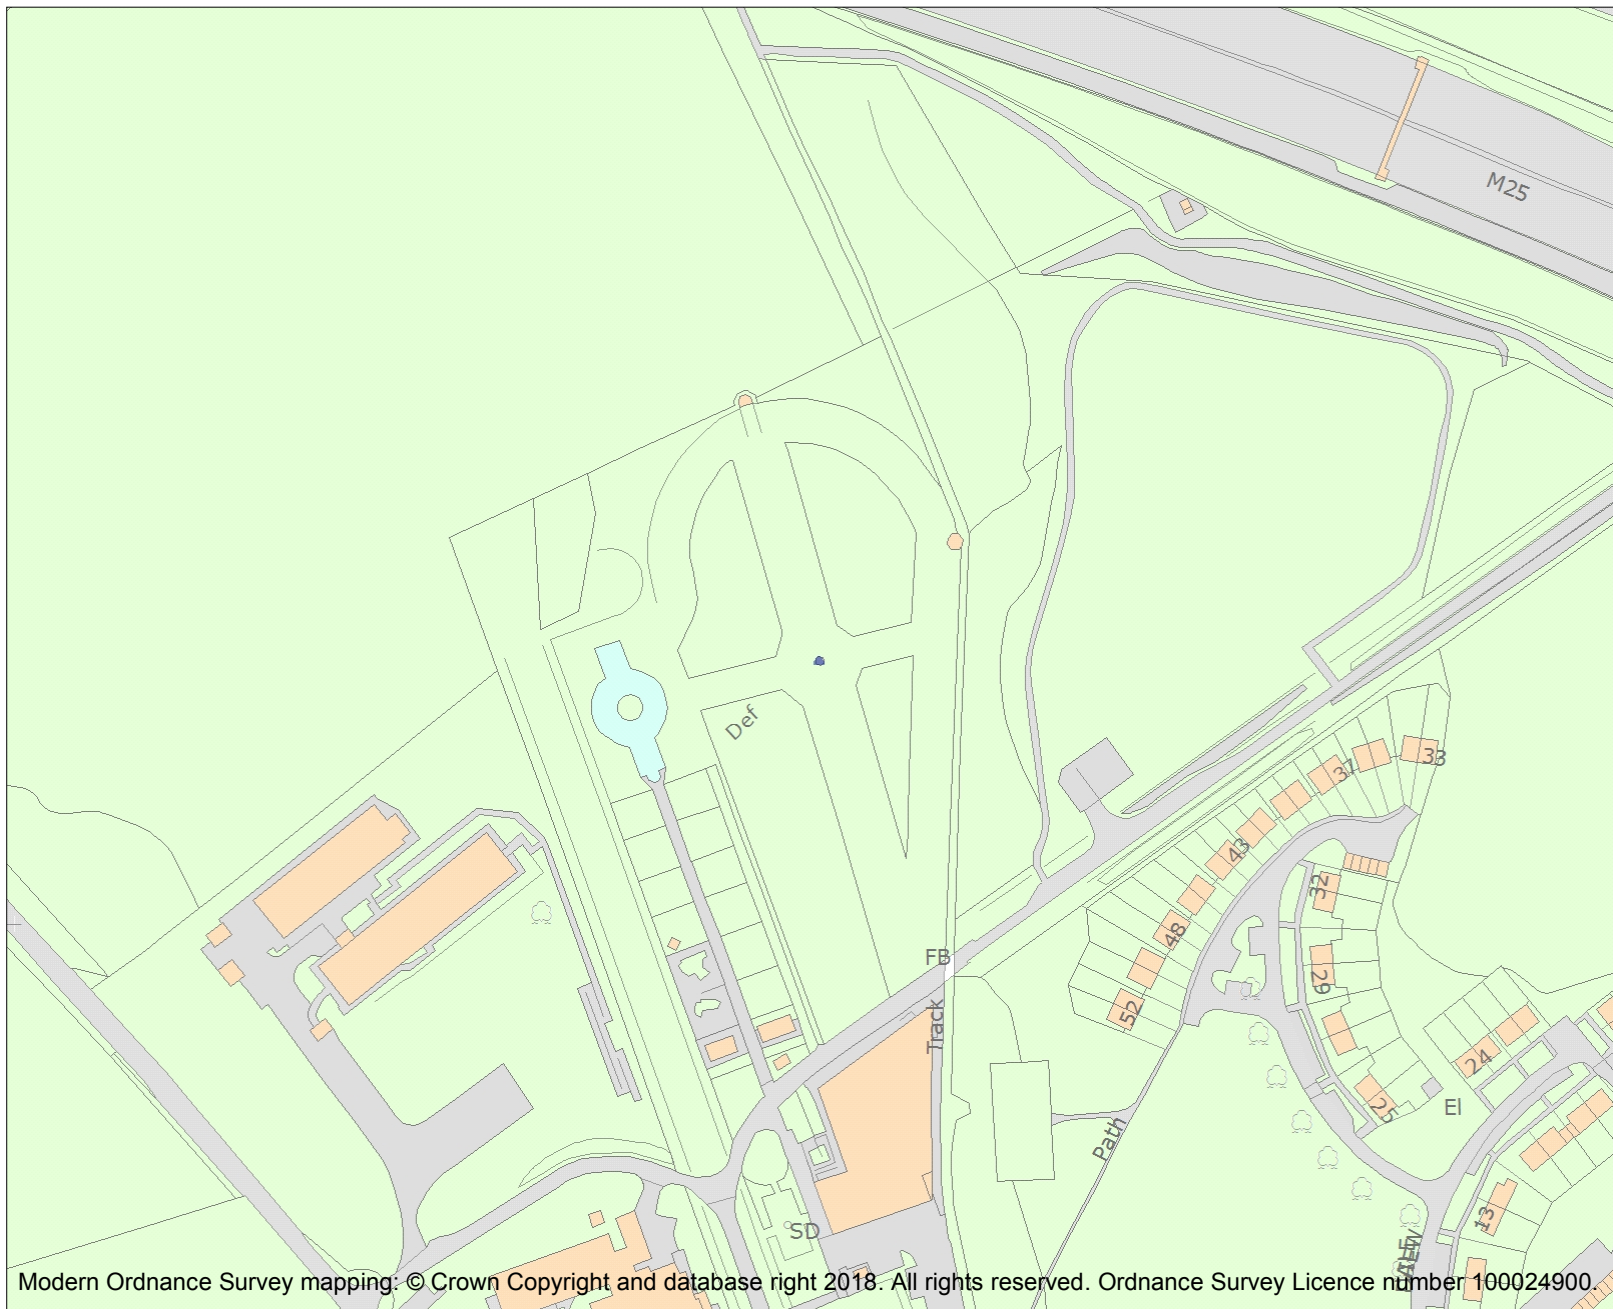 M25
Def
33
37
43
32
48
FB
29
52
Track
24
25
El
Path
13
SD
Modern Ordnance Survey mapping: © Crown Copyright and database right 2018. All rights reserved. Ordnance Survey Licence number 100024900.